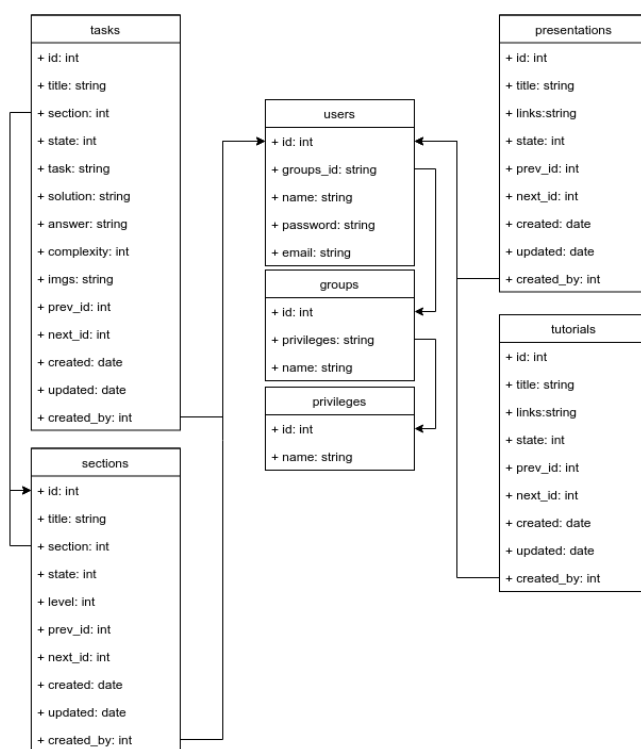 tasks
+ id: int
+ title: string
+ section: int
+ state: int
+ task: string
+ solution: string
+ answer: string
+ complexity: int
+ imgs: string
+ prev_id: int
+ next_id: int
+ created: date
+ updated: date
+ created_by: int
sections
+ id: int
+ title: string
+ section: int
+ state: int
+ level: int
+ prev_id: int
+ next_id: int
+ created: date
+ updated: date
+ created_by: int
users
+ id: int
+ groups_id: string
+ name: string
+ password: string
+ email: string
groups
+ id: int
+ privileges: string
+ name: string
privileges
+ id: int
+ name: string
presentations
+ id: int
+ title: string
+ links:string
+ state: int
+ prev_id: int
+ next_id: int
+ created: date
+ updated: date
+ created_by: int
tutorials
+ id: int
+ title: string
+ links:string
+ state: int
+ prev_id: int
+ next_id: int
+ created: date
+ updated: date
+ created_by: int